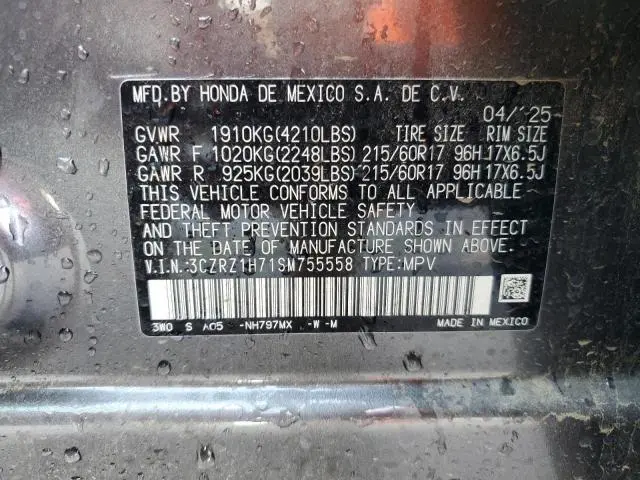 MFD.BY HONDA DE MEXICO S.A. DE C.V.
04/'25
GVWR 1910KG(4210LBS) TIRE SIZE RIM SIZE
GAWR F 1020KG(2248LBS) 215/60R17 96H 17X6.5J
GAWR R 925KG(2039LBS) 215/60R17 96H 17X6.5J
THIS VEHICLE CONFORMS TO ALL APPLICABLE
FEDERAL MOTOR VEHICLE SAFETY
AND THEFT PREVENTION STANDARDS IN EFFECT
ON THE DATE OF MANUFACTURE SHOWN ABOVE.
V.I.N.:3CZRZ1H71SM755558 TYPE:MPV
3W0 S A05 -NH797MX -W -M MADE IN MEXICO